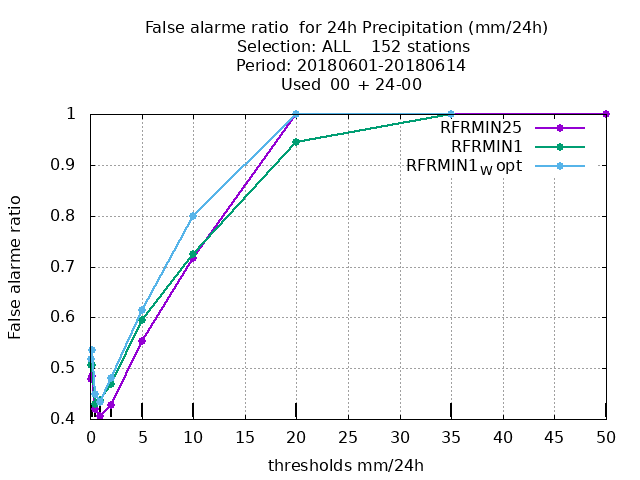 False alarme ratio  for 24h Precipitation (mm/24h)
Selection: ALL    152 stations
Period: 20180601-20180614
Used  00 + 24-00
False alarme ratio
1
0.9
0.8
0.7
0.6
0.5
0.4
RFRMIN25
RFRMIN1
RFRMIN1W opt
0 5 10 15 20 25 30 35 40 45 50
thresholds mm/24h